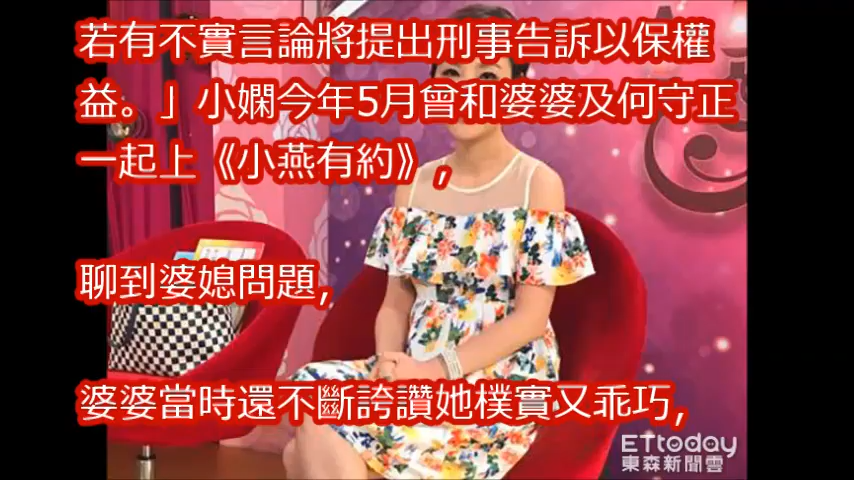 若有不實言論將提出刑事告訴以保權
益。」小嫻今年5月曾和婆婆及何守正
一起上《小燕有約》,
聊到婆媳問題,
婆婆當時還不斷誇讚她樸實又乖巧,
ETtoday
東森新聞雲